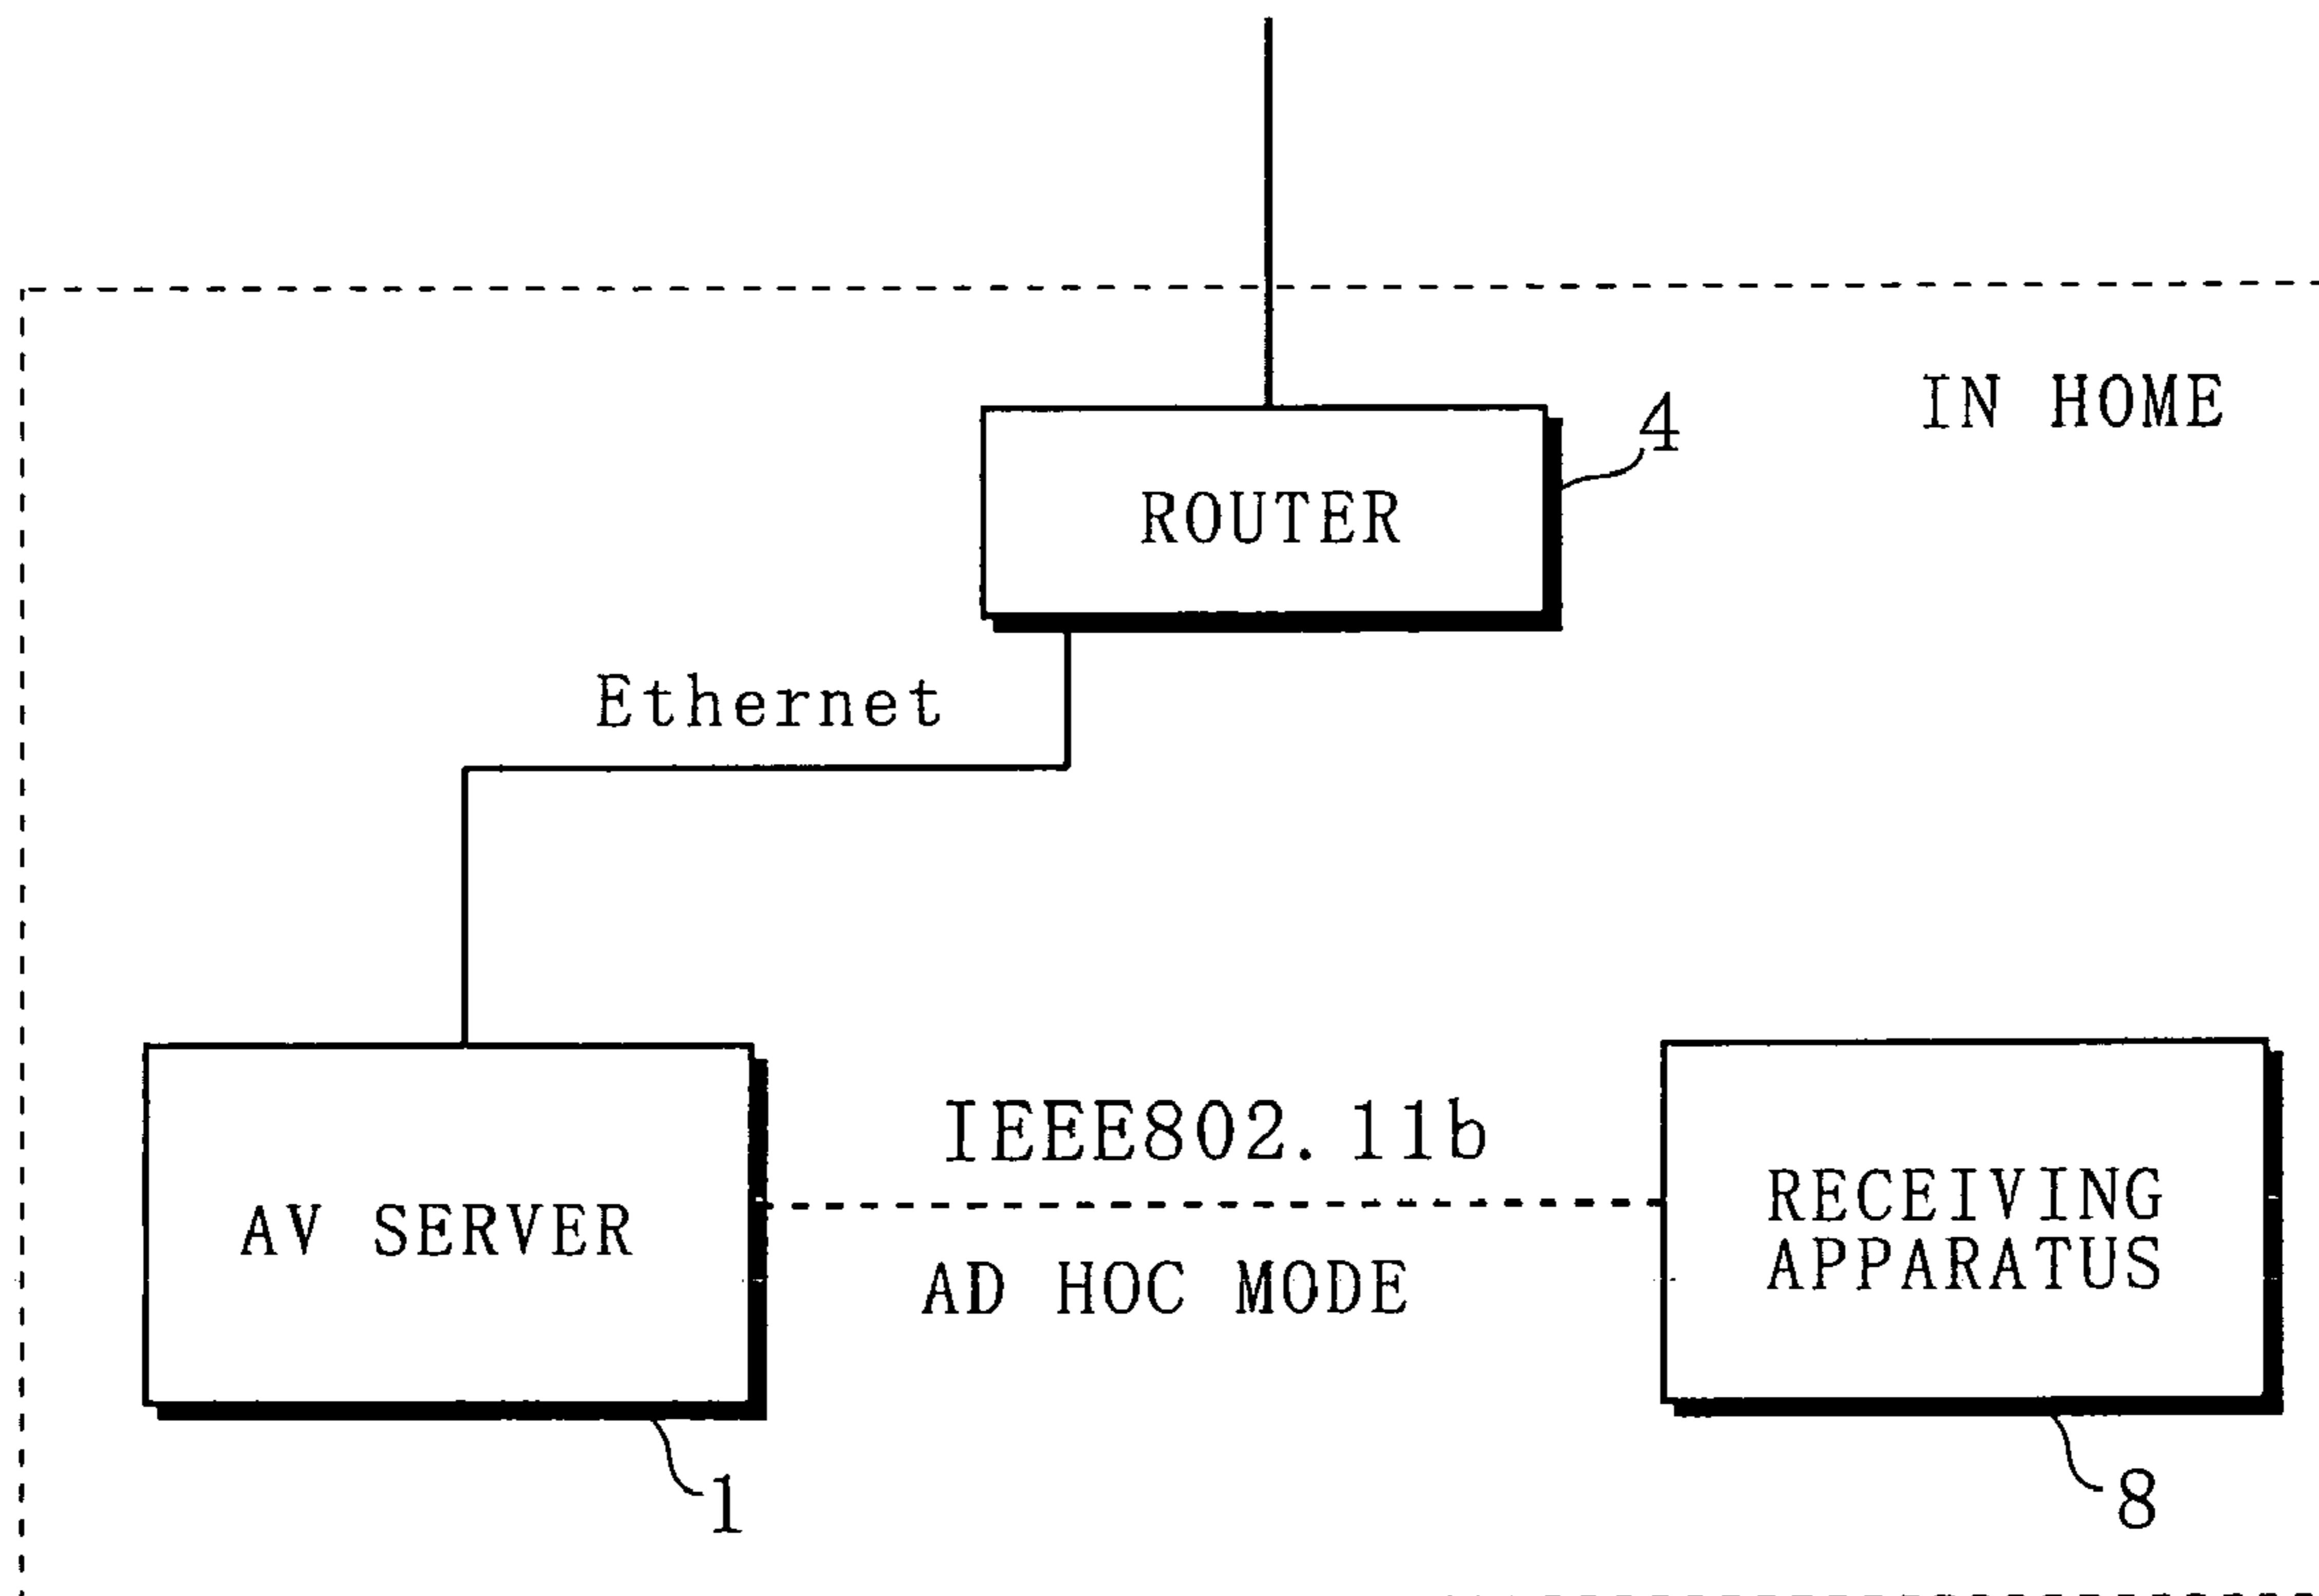 IN HOME
4
ROUTER
Ethernet
IEEE802.11b
AV SERVER
AD HOC MODE
RECEIVING
APPARATUS
1
8